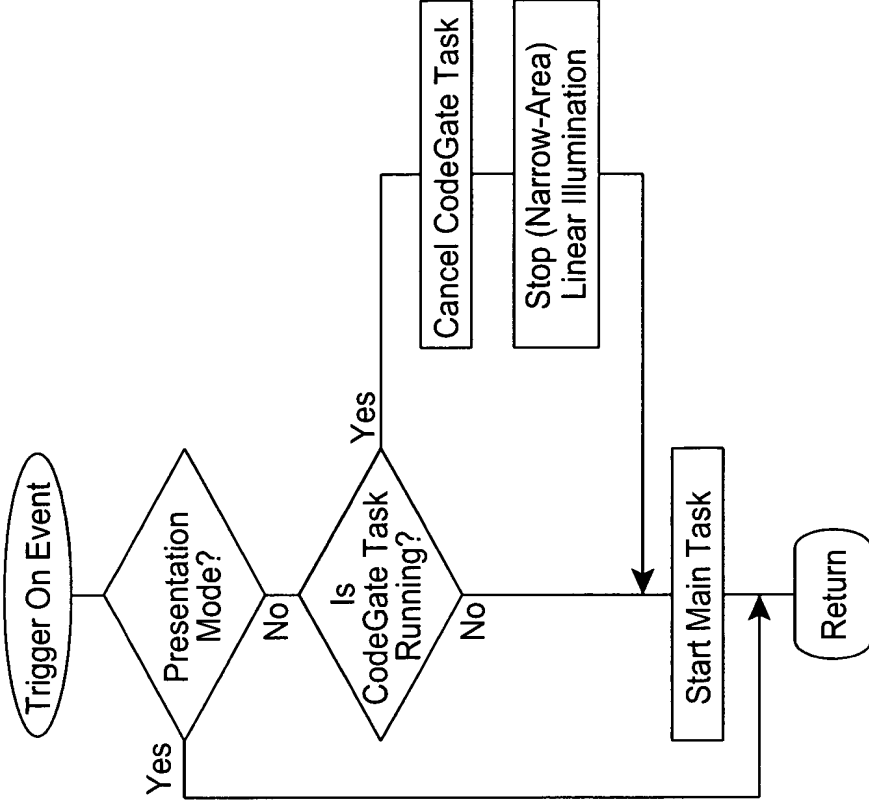 Trigger On Event
Presentation
Mode?
Yes
No
Is
CodeGate Task
Running?
Yes
No
Cancel CodeGate Task
Stop (Narrow-Area)
Linear Illumination
Start Main Task
Return